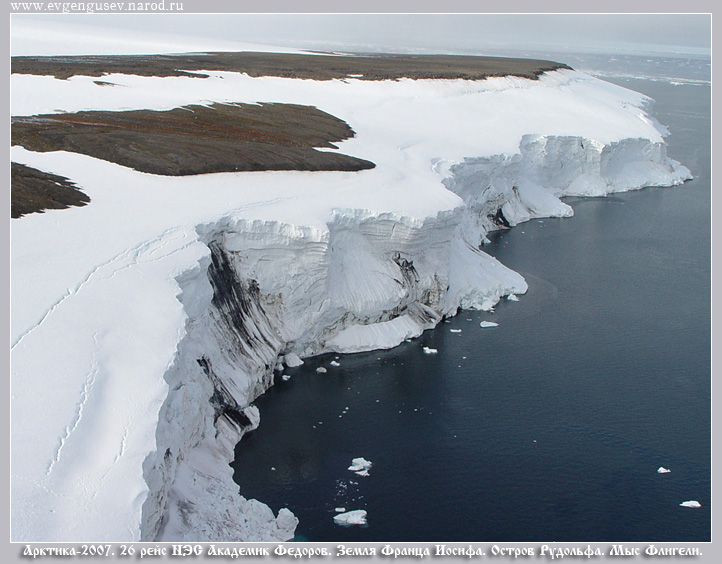 www.evgengusev.narod.ru
Арктика-2007. 26 рейс НЭС Академик Федоров. Земля Франца Иосифа. Остров Рудольфа. Мыс Флигели.